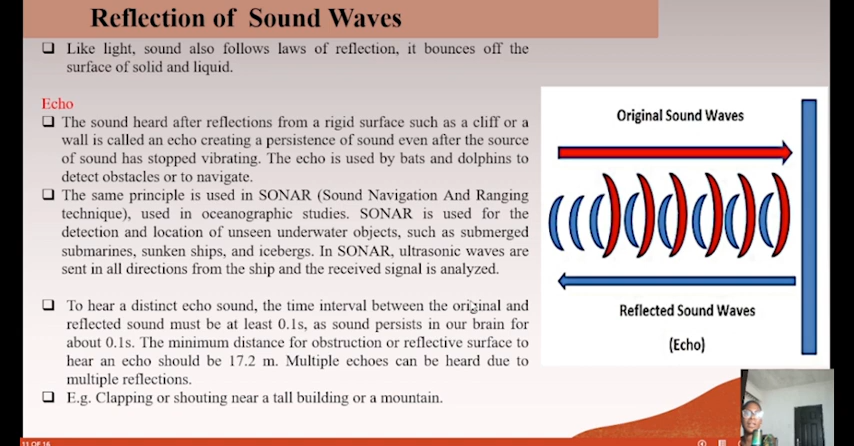 Reflection of Sound Waves
Like light, sound also follows laws of reflection, it bounces off the
surface of solid and liquid.
Echo
The sound heard after reflections from a rigid surface such as a cliff or a
wall is called an echo creating a persistence of sound even after the source
of sound has stopped vibrating. The echo is used by bats and dolphins to
detect obstacles or to navigate.
The same principle is used in SONAR (Sound Navigation And Ranging
technique), used in oceanographic studies. SONAR is used for the
detection and location of unseen underwater objects, such as submerged
submarines, sunken ships, and icebergs. In SONAR, ultrasonic waves are
sent in all directions from the ship and the received signal is analyzed.
To hear a distinct echo sound, the time interval between the original and
reflected sound must be at least 0.1s, as sound persists in our brain for
about 0.1s. The minimum distance for obstruction or reflective surface to
hear an echo should be 17.2 m. Multiple echoes can be heard due to
multiple reflections.
E.g. Clapping or shouting near a tall building or a mountain.
Original Sound Waves
Reflected Sound Waves
(Echo)
11 OF 16